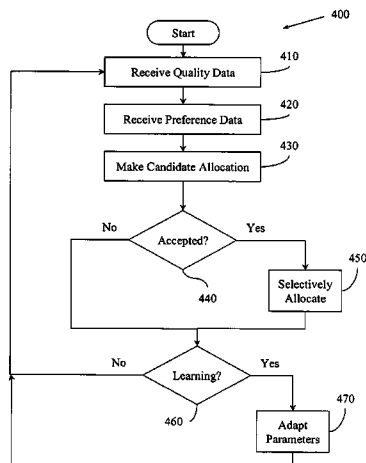 400
Start
410
Receive Quality Data
420
Receive Preference Data
430
Make Candidate Allocation
No
Accepted?
Yes
440
450
Selectively
Allocate
No
Learning?
Yes
460
470
Adapt
Parameters